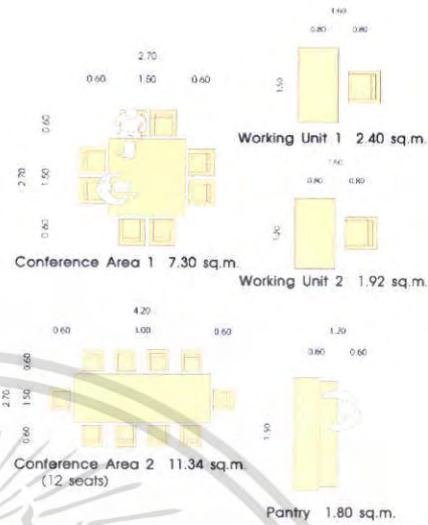 2.70
0.60 1.50 0.60
0.60
1.50
0.60
2.70
Conference Area 1 7.30 sq.m.
1.60
0.80 0.80
1.50
Working Unit 1 2.40 sq.m.
1.60
0.80 0.80
1.20
Working Unit 2 1.92 sq.m.
4.20
0.60 3.00 0.60
0.60
1.50
0.60
2.70
Conference Area 2 11.34 sq.m.
(12 seats)
1.20
0.60 0.60
1.50
Pantry 1.80 sq.m.